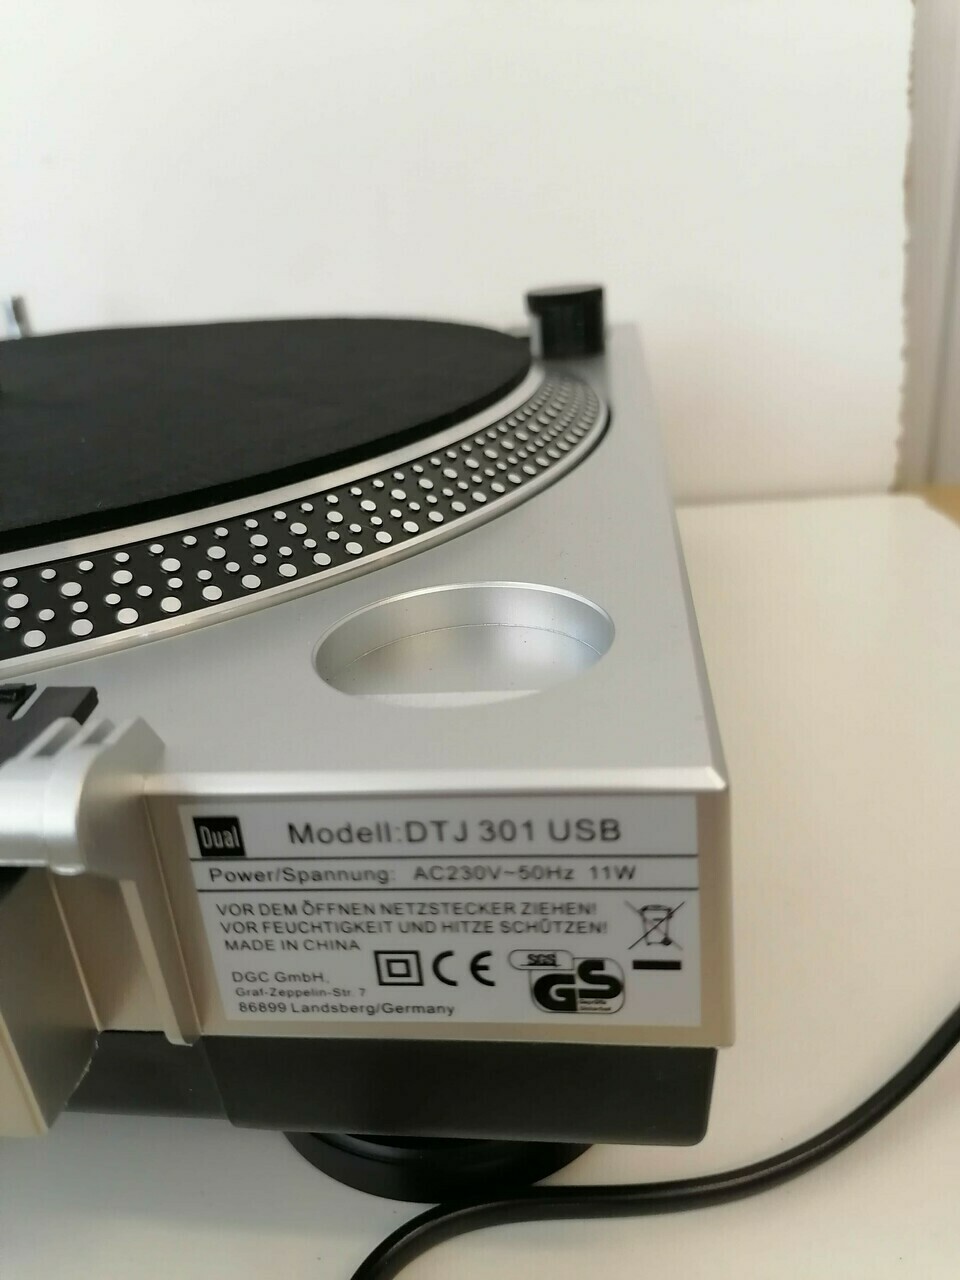 Dual
Modell:DTJ 301 USB
Power/Spannung: AC230V~50Hz 11W
VOR DEM ÖFFNEN NETZSTECKER ZIEHEN!
VOR FEUCHTIGKEIT UND HITZE SCHÜTZEN!
MADE IN CHINA
DGC GmbH,
Graf-Zeppelin-Str. 7
86899 Landsberg/Germany
CE
SGS
GS